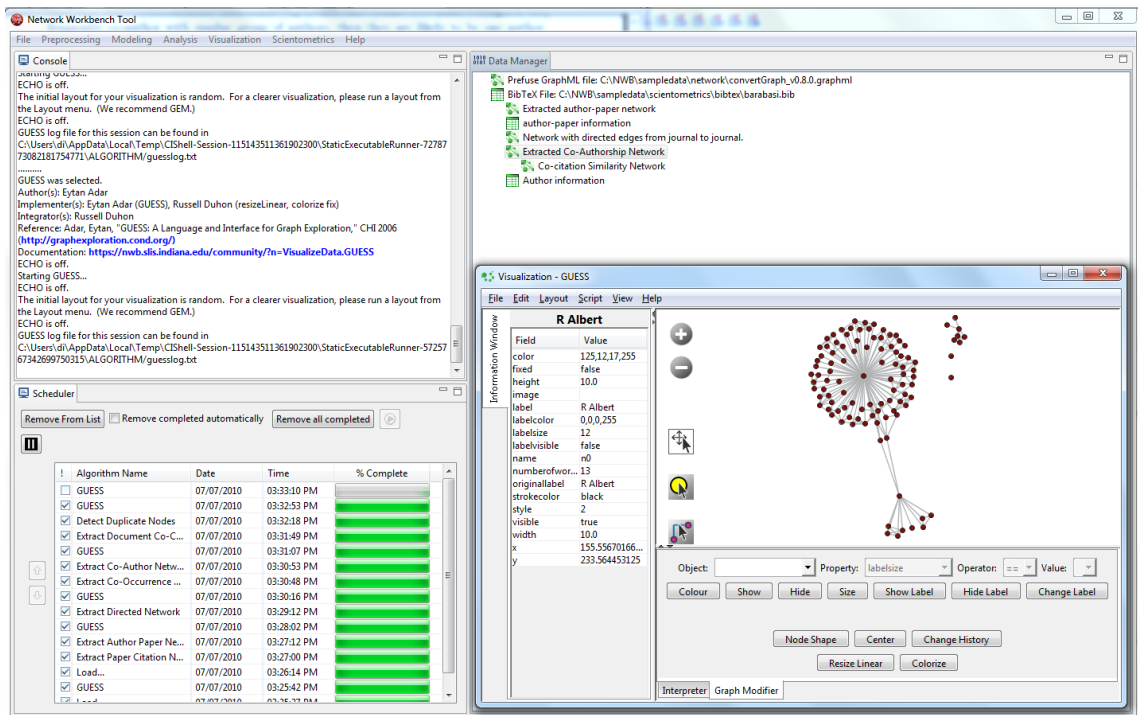 Network Workbench Tool
File Preprocessing Modeling Analysis Visualization Scientometrics Help
Console
Starting GUESS...
ECHO is off.
The initial layout for your visualization is random. For a clearer visualization, please run a layout from
the Layout menu. (We recommend GEM.)
ECHO is off.
GUESS log file for this session can be found in
C:\Users\di\AppData\Local\Temp\CIShell-Session-115143511361902300\StaticExecutableRunner-72787
73082181754771\ALGORITHM/guesslog.txt
..........
GUESS was selected.
Author(s): Eytan Adar
Implementer(s): Eytan Adar (GUESS), Russell Duhon (resizeLinear, colorize fix)
Integrator(s): Russell Duhon
Reference: Adar, Eytan, "GUESS: A Language and Interface for Graph Exploration," CHI 2006
(http://graphexploration.cond.org/)
Documentation: https://nwb.slis.indiana.edu/community/?n=VisualizeData.GUESS
ECHO is off.
Starting GUESS...
ECHO is off.
The initial layout for your visualization is random. For a clearer visualization, please run a layout from
the Layout menu. (We recommend GEM.)
ECHO is off.
GUESS log file for this session can be found in
C:\Users\di\AppData\Local\Temp\CIShell-Session-115143511361902300\StaticExecutableRunner-57257
67342699750315\ALGORITHM/guesslog.txt
Scheduler
Remove From List Remove completed automatically Remove all completed
! Algorithm Name Date Time % Complete
GUESS 07/07/2010 03:33:10 PM
GUESS 07/07/2010 03:32:53 PM
Detect Duplicate Nodes 07/07/2010 03:32:18 PM
Extract Document Co-C... 07/07/2010 03:31:49 PM
GUESS 07/07/2010 03:31:07 PM
Extract Co-Author Netw... 07/07/2010 03:30:53 PM
Extract Co-Occurrence ... 07/07/2010 03:30:48 PM
GUESS 07/07/2010 03:30:16 PM
Extract Directed Network 07/07/2010 03:29:12 PM
GUESS 07/07/2010 03:28:02 PM
Extract Author Paper Ne... 07/07/2010 03:27:12 PM
Extract Paper Citation N... 07/07/2010 03:27:00 PM
Load... 07/07/2010 03:26:14 PM
GUESS 07/07/2010 03:25:42 PM
Data Manager
Prefuse GraphML file: C:\NWB\sampledata\network\convertGraph_v0.8.0.graphml
BibTeX File: C:\NWB\sampledata\scientometrics\bibtex\barabasi.bib
Extracted author-paper network
author-paper information
Network with directed edges from journal to journal.
Extracted Co-Authorship Network
Co-citation Similarity Network
Author information
Visualization - GUESS
File Edit Layout Script View Help
Information Window
R Albert
Field Value
color 125,12,17,255
fixed false
height 10.0
image
label R Albert
labelcolor 0,0,0,255
labelsize 12
labelvisible false
name n0
numberofwor... 13
originallabel R Albert
strokecolor black
style 2
visible true
width 10.0
x 155.55670166...
y 233.564453125
Object: Property: labelsize Operator: == Value:
Colour Show Hide Size Show Label Hide Label Change Label
Node Shape Center Change History
Resize Linear Colorize
Interpreter Graph Modifier